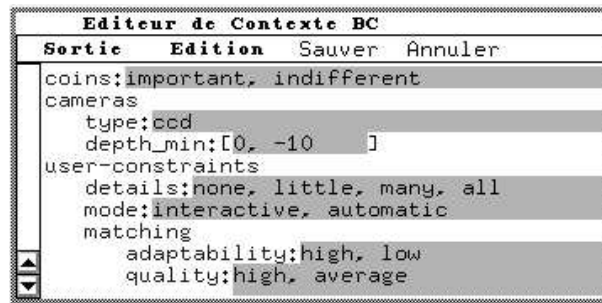 Editeur de Contexte BC
Sortie Edition Sauver Annuler
coins:important, indifferent
cameras
type:ccd
depth_min:[0, -10 ]
user-constraints
details:none, little, many, all
mode:interactive, automatic
matching
adaptability:high, low
quality:high, average